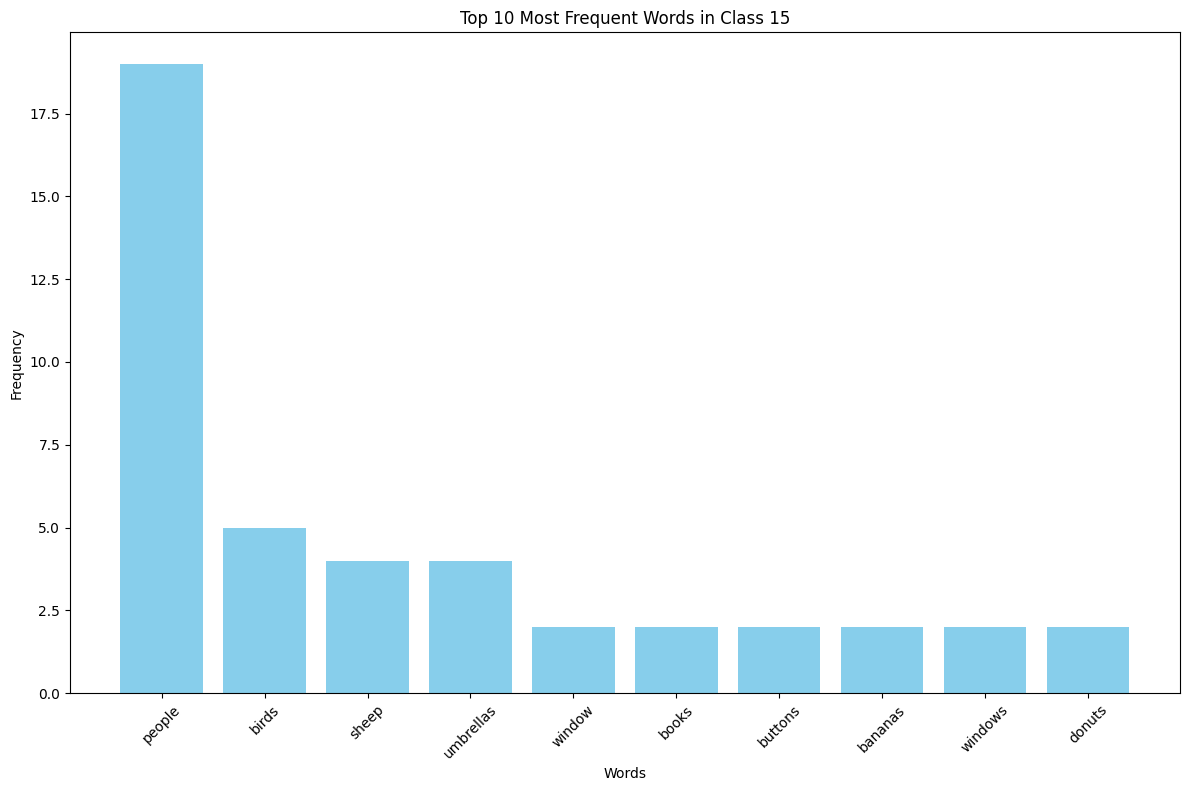 Top 10 Most Frequent Words in Class 15
Frequency
17.5
15.0
12.5
10.0
7.5
5.0
2.5
0.0
people birds sheep umbrellas window books buttons bananas windows donuts
Words